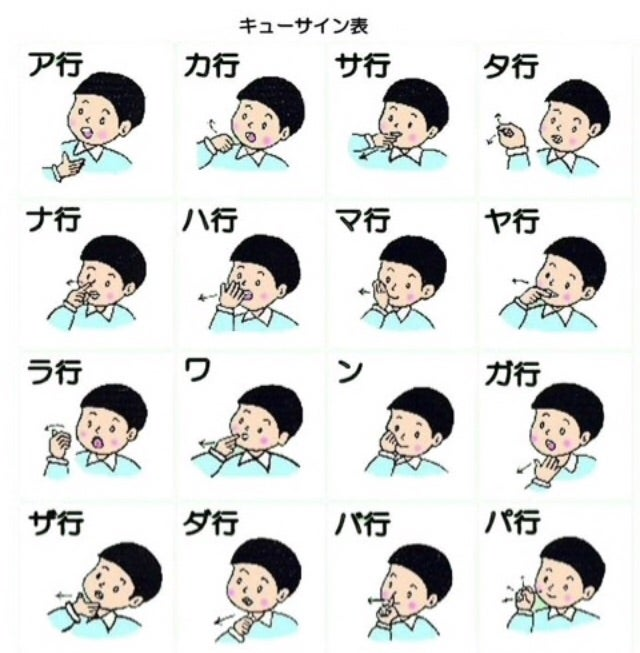 キューサイン表
ア行 カ行 サ行 タ行
ナ行 ハ行 マ行 ヤ行
ラ行 ワ ン ガ行
ザ行 ダ行 バ行 パ行